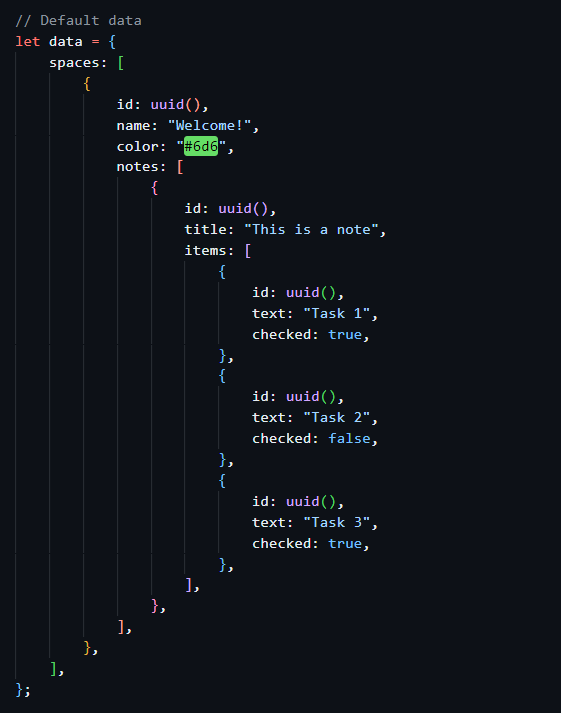 // Default data
let data = {
    spaces: [
        {
            id: uuid(),
            name: "Welcome!",
            color: "#6d6",
            notes: [
                {
                    id: uuid(),
                    title: "This is a note",
                    items: [
                        {
                            id: uuid(),
                            text: "Task 1",
                            checked: true,
                        },
                        {
                            id: uuid(),
                            text: "Task 2",
                            checked: false,
                        },
                        {
                            id: uuid(),
                            text: "Task 3",
                            checked: true,
                        },
                    ],
                },
            ],
        },
    ],
};